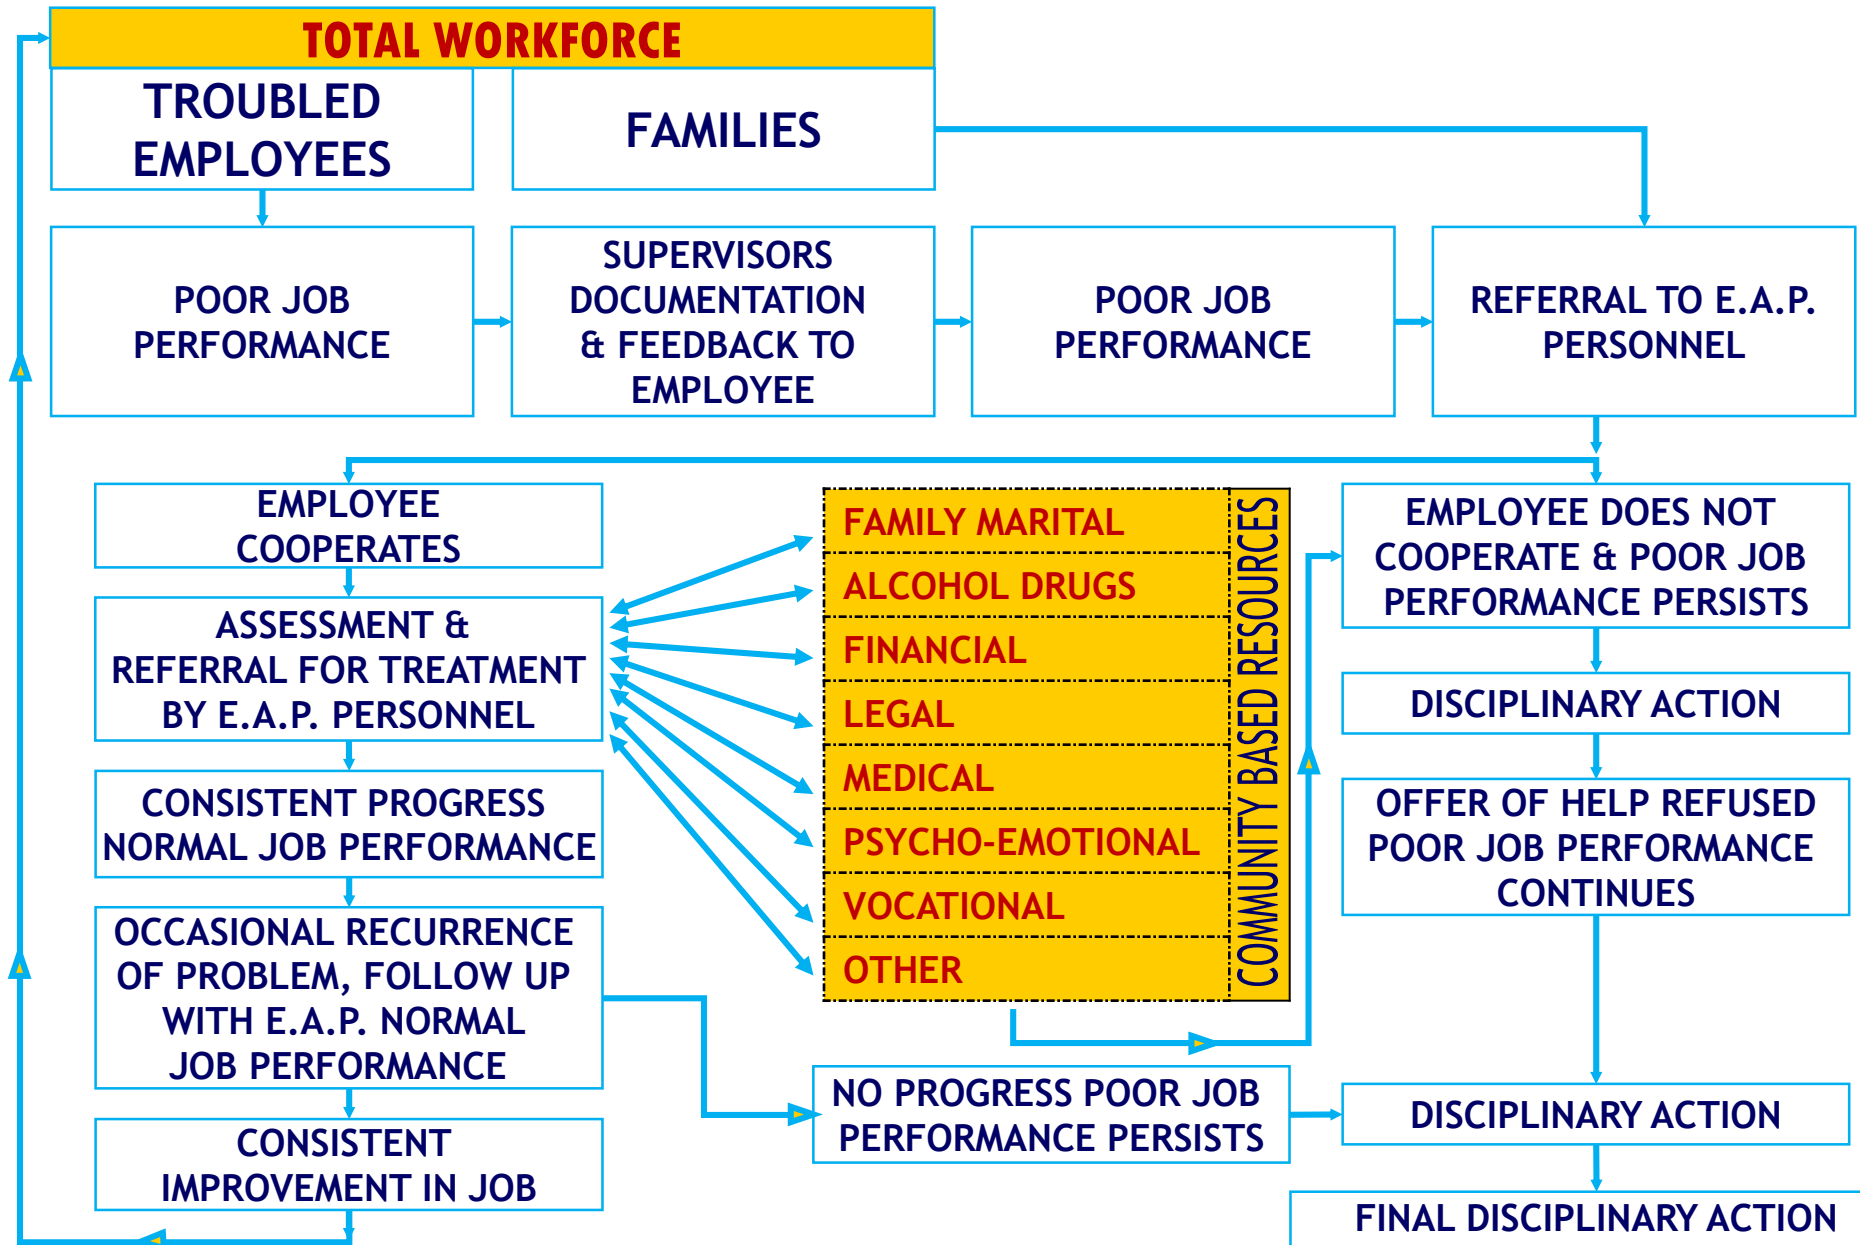 TOTAL WORKFORCE
TROUBLED
EMPLOYEES
FAMILIES
POOR JOB
PERFORMANCE
SUPERVISORS
DOCUMENTATION
& FEEDBACK TO
EMPLOYEE
POOR JOB
PERFORMANCE
REFERRAL TO E.A.P.
PERSONNEL
EMPLOYEE
COOPERATES
ASSESSMENT &
REFERRAL FOR TREATMENT
BY E.A.P. PERSONNEL
CONSISTENT PROGRESS
NORMAL JOB PERFORMANCE
OCCASIONAL RECURRENCE
OF PROBLEM, FOLLOW UP
WITH E.A.P. NORMAL
JOB PERFORMANCE
CONSISTENT
IMPROVEMENT IN JOB
FAMILY MARITAL
ALCOHOL DRUGS
FINANCIAL
LEGAL
MEDICAL
PSYCHO-EMOTIONAL
VOCATIONAL
OTHER
COMMUNITY BASED RESOURCES
NO PROGRESS POOR JOB
PERFORMANCE PERSISTS
EMPLOYEE DOES NOT
COOPERATE & POOR JOB
PERFORMANCE PERSISTS
DISCIPLINARY ACTION
OFFER OF HELP REFUSED
POOR JOB PERFORMANCE
CONTINUES
DISCIPLINARY ACTION
FINAL DISCIPLINARY ACTION